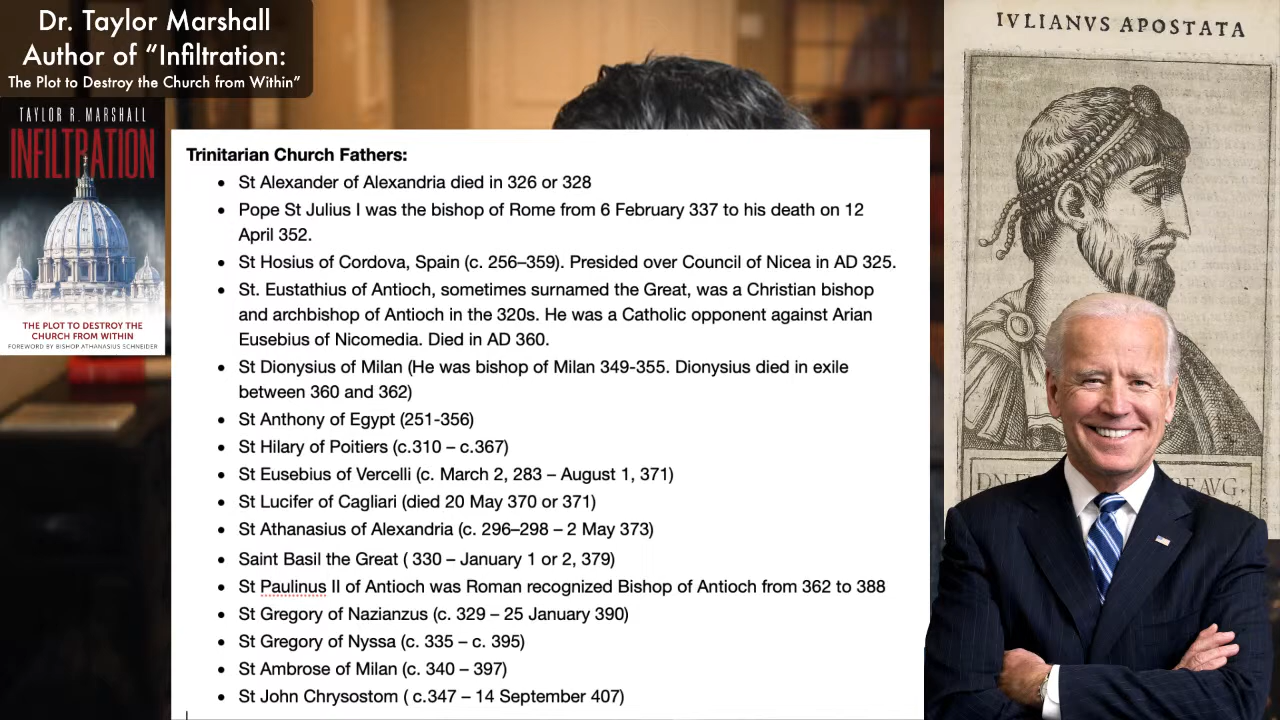 Dr. Taylor Marshall
Author of “Infiltration:
The Plot to Destroy the Church from Within”
TAYLOR R. MARSHALL
INFILTRATION
THE PLOT TO DESTROY THE
CHURCH FROM WITHIN
FOREWORD BY BISHOP ATHANASIUS SCHNEIDER
Trinitarian Church Fathers:
• St Alexander of Alexandria died in 326 or 328
• Pope St Julius I was the bishop of Rome from 6 February 337 to his death on 12
April 352.
• St Hosius of Cordova, Spain (c. 256–359). Presided over Council of Nicea in AD 325.
• St. Eustathius of Antioch, sometimes surnamed the Great, was a Christian bishop
and archbishop of Antioch in the 320s. He was a Catholic opponent against Arian
Eusebius of Nicomedia. Died in AD 360.
• St Dionysius of Milan (He was bishop of Milan 349-355. Dionysius died in exile
between 360 and 362)
• St Anthony of Egypt (251-356)
• St Hilary of Poitiers (c.310 – c.367)
• St Eusebius of Vercelli (c. March 2, 283 – August 1, 371)
• St Lucifer of Cagliari (died 20 May 370 or 371)
• St Athanasius of Alexandria (c. 296–298 – 2 May 373)
• Saint Basil the Great ( 330 – January 1 or 2, 379)
• St Paulinus II of Antioch was Roman recognized Bishop of Antioch from 362 to 388
• St Gregory of Nazianzus (c. 329 – 25 January 390)
• St Gregory of Nyssa (c. 335 – c. 395)
• St Ambrose of Milan (c. 340 – 397)
• St John Chrysostom ( c.347 – 14 September 407)
IVLIANVS APOSTATA
AVG.